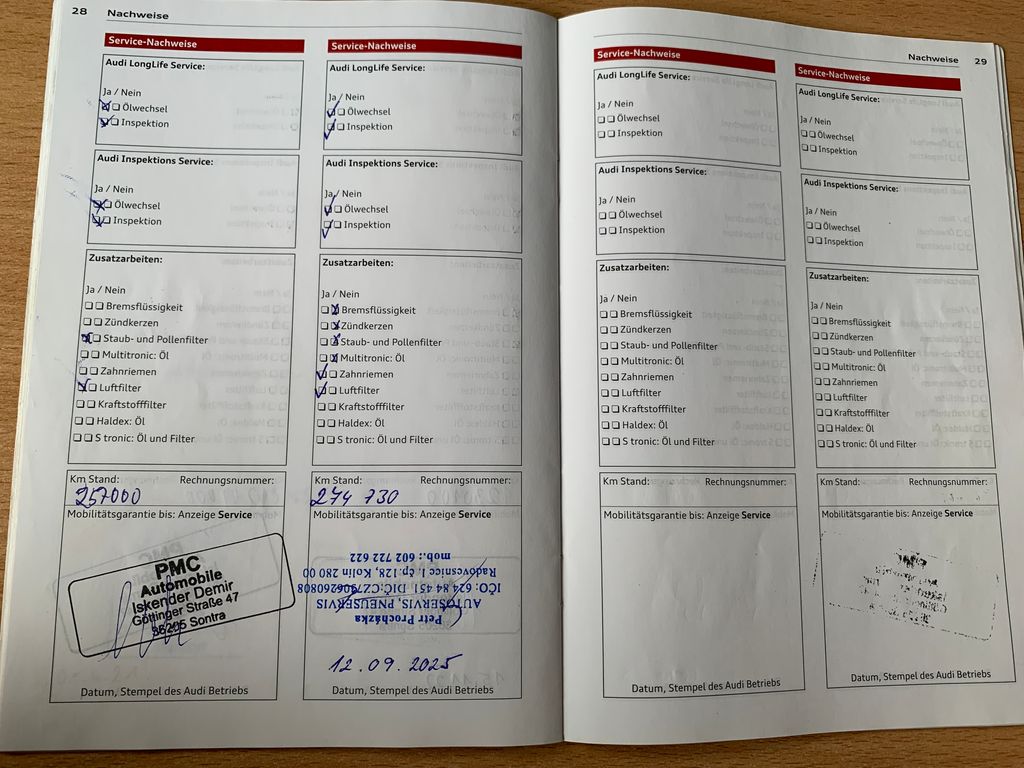 28 Nachweise
Service-Nachweise
Audi LongLife Service:
Ja / Nein
Ölwechsel
Inspektion
Audi Inspektions Service:
Ja / Nein
Ölwechsel
Inspektion
Zusatzarbeiten:
Ja / Nein
Bremsflüssigkeit
Zündkerzen
Staub- und Pollenfilter
Multitronic: Öl
Zahnriemen
Luftfilter
Kraftstofffilter
Haldex: Öl
S tronic: Öl und Filter
Km Stand: Rechnungsnummer:
257000
Mobilitätsgarantie bis: Anzeige Service
PMC
Automobile
Iskender Demir
Göttinger Straße 47
36205 Sontra
Datum, Stempel des Audi Betriebs
Service-Nachweise
Audi LongLife Service:
Ja / Nein
Ölwechsel
Inspektion
Audi Inspektions Service:
Ja / Nein
Ölwechsel
Inspektion
Zusatzarbeiten:
Ja / Nein
Bremsflüssigkeit
Zündkerzen
Staub- und Pollenfilter
Multitronic: Öl
Zahnriemen
Luftfilter
Kraftstofffilter
Haldex: Öl
S tronic: Öl und Filter
Km Stand: Rechnungsnummer:
274 730
Mobilitätsgarantie bis: Anzeige Service
Petr Procházka
AUTOSERVIS, PNEUSERVIS
IČO: 624 84 451 DIČ:CZ7906260808
Radovesnice I. čp.128, Kolín 280 00
mob.: 602 722 622
12.09.2025
Datum, Stempel des Audi Betriebs
Nachweise 29
Service-Nachweise
Audi LongLife Service:
Ja / Nein
Ölwechsel
Inspektion
Audi Inspektions Service:
Ja / Nein
Ölwechsel
Inspektion
Zusatzarbeiten:
Ja / Nein
Bremsflüssigkeit
Zündkerzen
Staub- und Pollenfilter
Multitronic: Öl
Zahnriemen
Luftfilter
Kraftstofffilter
Haldex: Öl
S tronic: Öl und Filter
Km Stand: Rechnungsnummer:
Mobilitätsgarantie bis: Anzeige Service
Datum, Stempel des Audi Betriebs
Service-Nachweise
Audi LongLife Service:
Ja / Nein
Ölwechsel
Inspektion
Audi Inspektions Service:
Ja / Nein
Ölwechsel
Inspektion
Zusatzarbeiten:
Ja / Nein
Bremsflüssigkeit
Zündkerzen
Staub- und Pollenfilter
Multitronic: Öl
Zahnriemen
Luftfilter
Kraftstofffilter
Haldex: Öl
S tronic: Öl und Filter
Km Stand: Rechnungsnummer:
Mobilitätsgarantie bis: Anzeige Service
Datum, Stempel des Audi Betriebs